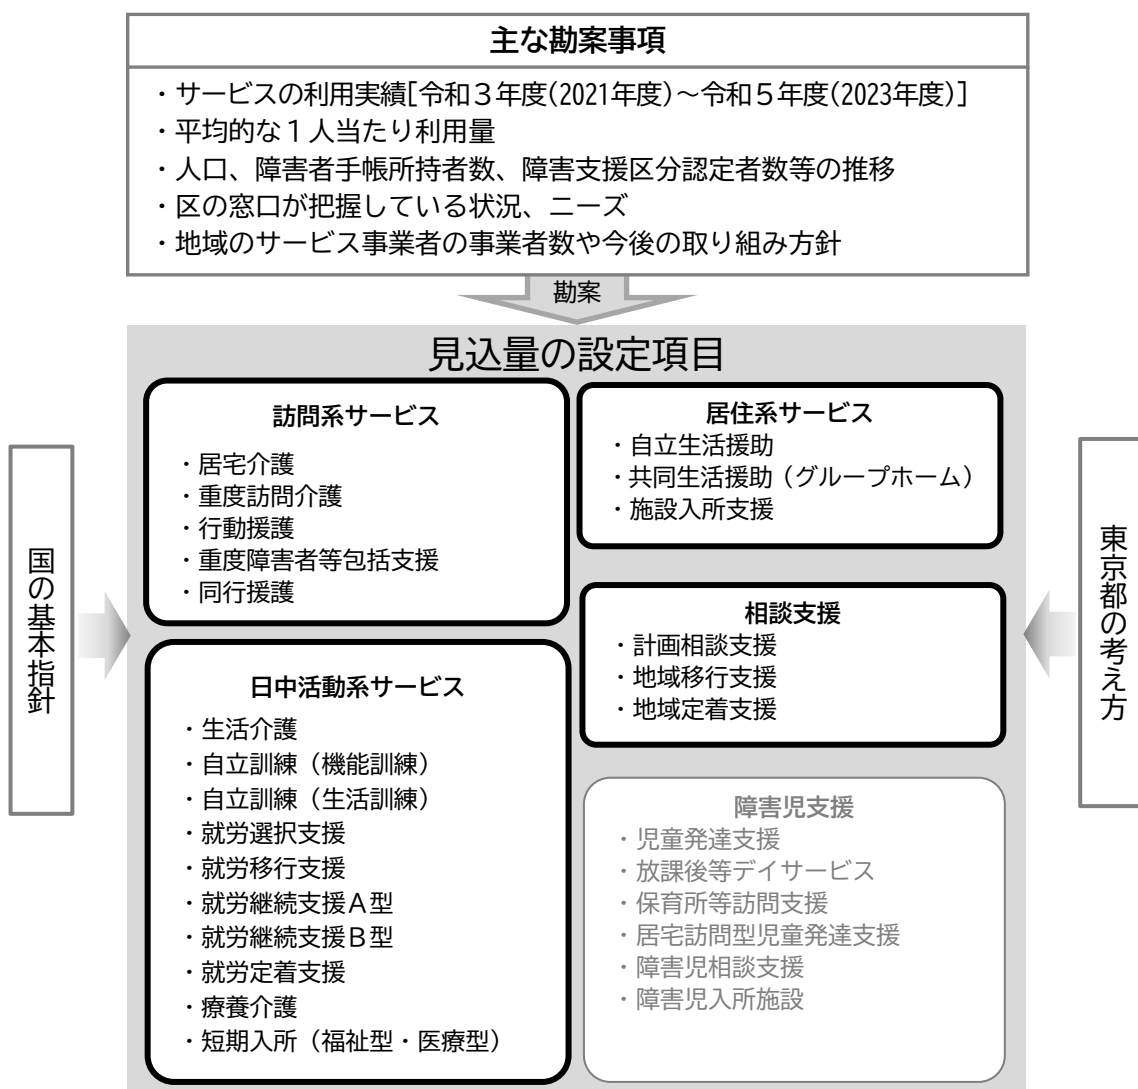 主な勘案事項
・サービスの利用実績[令和３年度(2021年度)～令和５年度(2023年度)]
・平均的な１人当たり利用量
・人口、障害者手帳所持者数、障害支援区分認定者数等の推移
・区の窓口が把握している状況、ニーズ
・地域のサービス事業者の事業者数や今後の取り組み方針
勘案
見込量の設定項目
国の基本指針
訪問系サービス
・居宅介護
・重度訪問介護
・行動援護
・重度障害者等包括支援
・同行援護
日中活動系サービス
・生活介護
・自立訓練（機能訓練）
・自立訓練（生活訓練）
・就労選択支援
・就労移行支援
・就労継続支援Ａ型
・就労継続支援Ｂ型
・就労定着支援
・療養介護
・短期入所（福祉型・医療型）
居住系サービス
・自立生活援助
・共同生活援助（グループホーム）
・施設入所支援
相談支援
・計画相談支援
・地域移行支援
・地域定着支援
障害児支援
・児童発達支援
・放課後等デイサービス
・保育所等訪問支援
・居宅訪問型児童発達支援
・障害児相談支援
・障害児入所施設
東京都の考え方